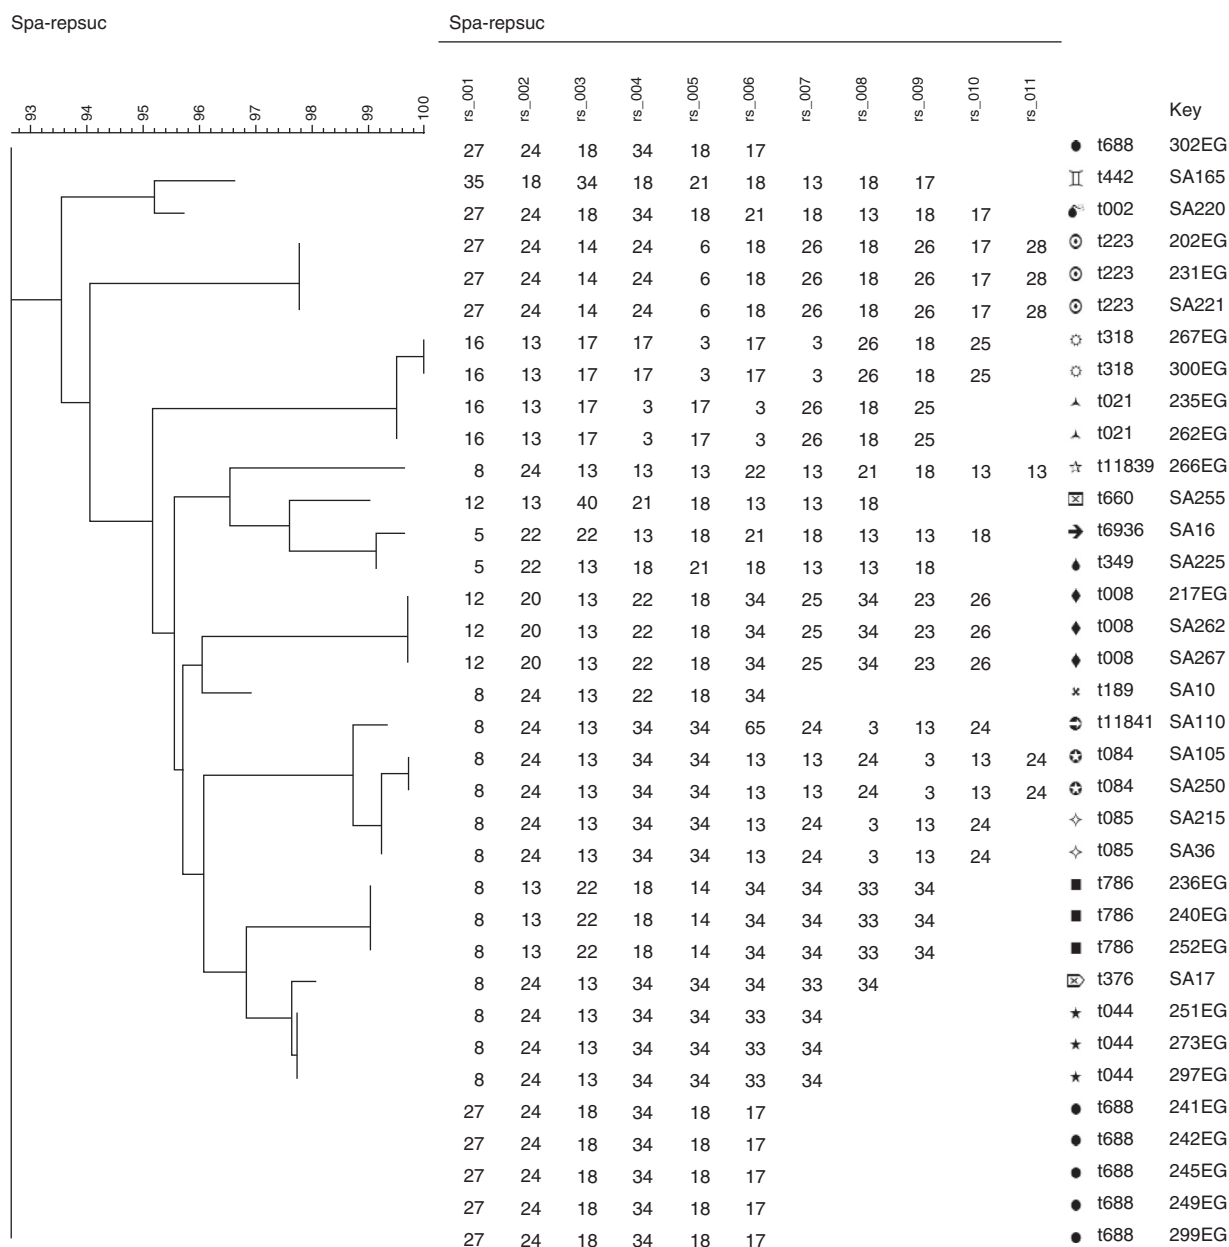 Spa-repsuc Spa-repsuc
93 94 95 96 97 98 99 100 rs_001 rs_002 rs_003 rs_004 rs_005 rs_006 rs_007 rs_008 rs_009 rs_010 rs_011 Key
27 24 18 34 18 17 t688 302EG
35 18 34 18 21 18 13 18 17 t442 SA165
27 24 18 34 18 21 18 13 18 17 t002 SA220
27 24 14 24 6 18 26 18 26 17 28 t223 202EG
27 24 14 24 6 18 26 18 26 17 28 t223 231EG
27 24 14 24 6 18 26 18 26 17 28 t223 SA221
16 13 17 17 3 17 3 26 18 25 t318 267EG
16 13 17 17 3 17 3 26 18 25 t318 300EG
16 13 17 3 17 3 26 18 25 t021 235EG
16 13 17 3 17 3 26 18 25 t021 262EG
8 24 13 13 13 22 13 21 18 13 13 t11839 266EG
12 13 40 21 18 13 13 18 t660 SA255
5 22 22 13 18 21 18 13 13 18 t6936 SA16
5 22 13 18 21 18 13 13 18 t349 SA225
12 20 13 22 18 34 25 34 23 26 t008 217EG
12 20 13 22 18 34 25 34 23 26 t008 SA262
12 20 13 22 18 34 25 34 23 26 t008 SA267
8 24 13 22 18 34 t189 SA10
8 24 13 34 34 65 24 3 13 24 t11841 SA110
8 24 13 34 34 13 13 24 3 13 24 t084 SA105
8 24 13 34 34 13 13 24 3 13 24 t084 SA250
8 24 13 34 34 13 24 3 13 24 t085 SA215
8 24 13 34 34 13 24 3 13 24 t085 SA36
8 13 22 18 14 34 34 33 34 t786 236EG
8 13 22 18 14 34 34 33 34 t786 240EG
8 13 22 18 14 34 34 33 34 t786 252EG
8 24 13 34 34 34 33 34 t376 SA17
8 24 13 34 34 33 34 t044 251EG
8 24 13 34 34 33 34 t044 273EG
8 24 13 34 34 33 34 t044 297EG
27 24 18 34 18 17 t688 241EG
27 24 18 34 18 17 t688 242EG
27 24 18 34 18 17 t688 245EG
27 24 18 34 18 17 t688 249EG
27 24 18 34 18 17 t688 299EG